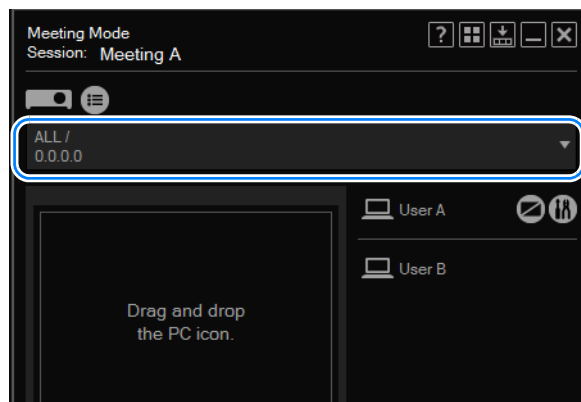 Meeting Mode
Session: Meeting A
?
ALL /
0.0.0.0
User A
User B
Drag and drop
the PC icon.